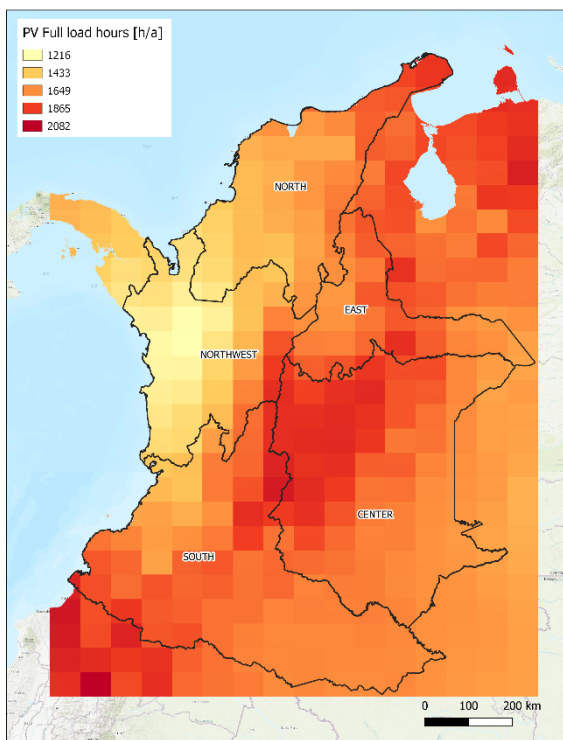 PV Full load hours [h/a]
1216
1433
1649
1865
2082
NORTH
EAST
NORTHWEST
CENTER
SOUTH
0 100 200 km